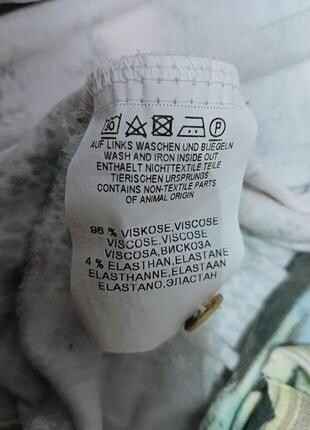 30 P
AUF LINKS WASCHEN UND BUEGELN
WASH AND IRON INSIDE OUT
ENTHAELT NICHTTEXTILE TEILE
TIERISCHEN URSPRUNGS
CONTAINS NON-TEXTILE PARTS
OF ANIMAL ORIGIN
96 % VISKOSE, VISCOSE
VISCOSE, VISCOSE
VISCOSA, ВИСКОЗА
4 % ELASTHAN, ELASTANE
ELASTHANNE, ELASTAAN
ELASTANO, ЭЛАСТАН